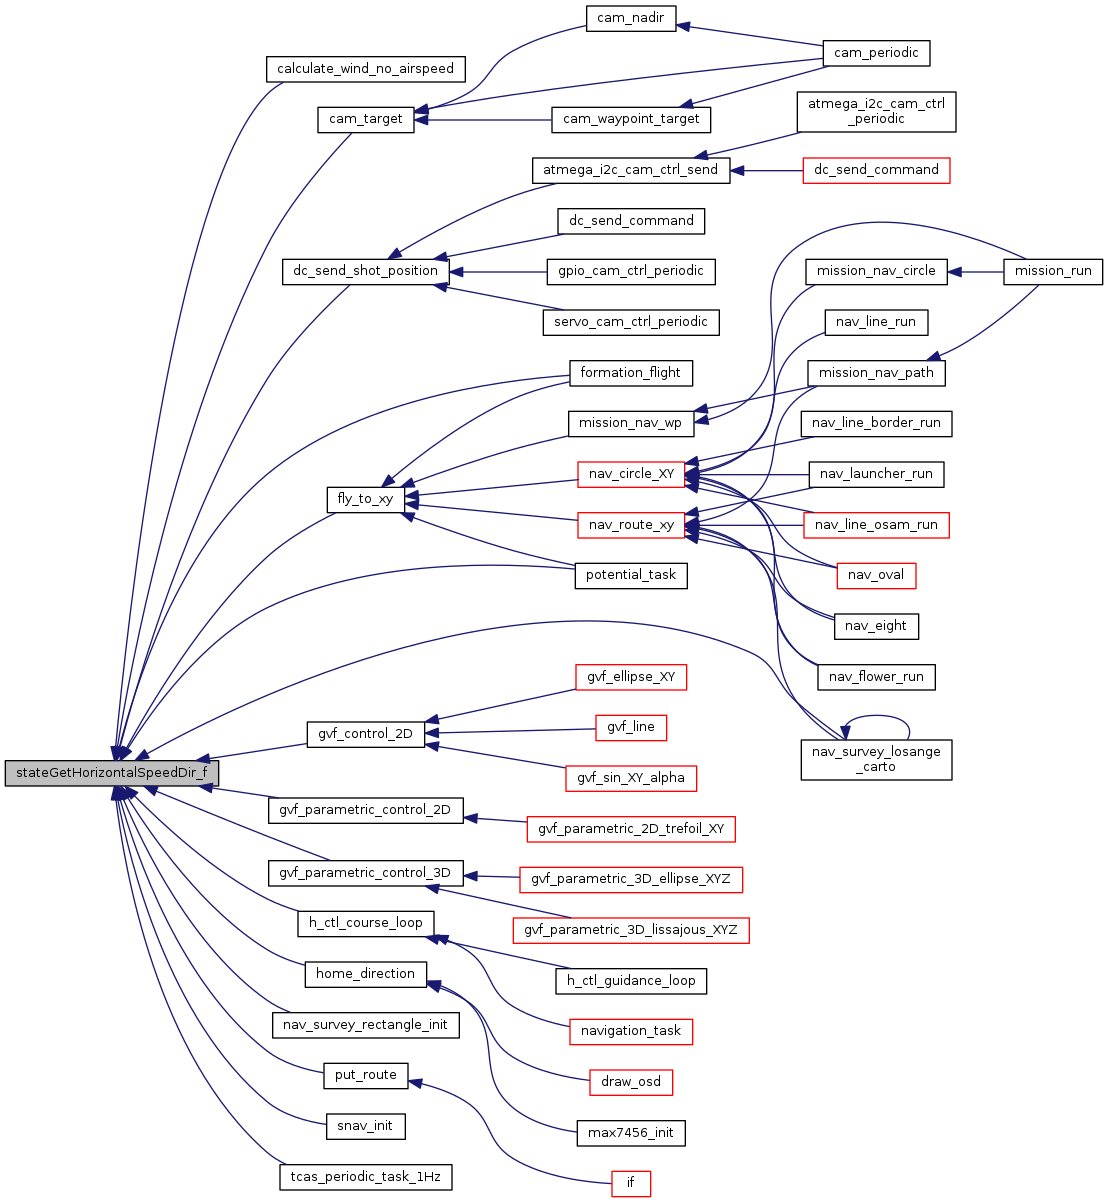 cam_nadir
cam_periodic
calculate_wind_no_airspeed
cam_target
cam_waypoint_target
atmega_i2c_cam_ctrl
_periodic
atmega_i2c_cam_ctrl_send
dc_send_command
dc_send_command
dc_send_shot_position
gpio_cam_ctrl_periodic
mission_nav_circle
mission_run
servo_cam_ctrl_periodic
nav_line_run
formation_flight
mission_nav_path
mission_nav_wp
nav_line_border_run
nav_circle_XY
nav_launcher_run
fly_to_xy
nav_route_xy
nav_line_osam_run
potential_task
nav_oval
nav_eight
gvf_ellipse_XY
nav_flower_run
gvf_line
gvf_control_2D
nav_survey_losange
_carto
stateGetHorizontalSpeedDir_f
gvf_sin_XY_alpha
gvf_parametric_control_2D
gvf_parametric_2D_trefoil_XY
gvf_parametric_control_3D
gvf_parametric_3D_ellipse_XYZ
h_ctl_course_loop
gvf_parametric_3D_lissajous_XYZ
home_direction
h_ctl_guidance_loop
nav_survey_rectangle_init
navigation_task
put_route
draw_osd
snav_init
max7456_init
tcas_periodic_task_1Hz
if